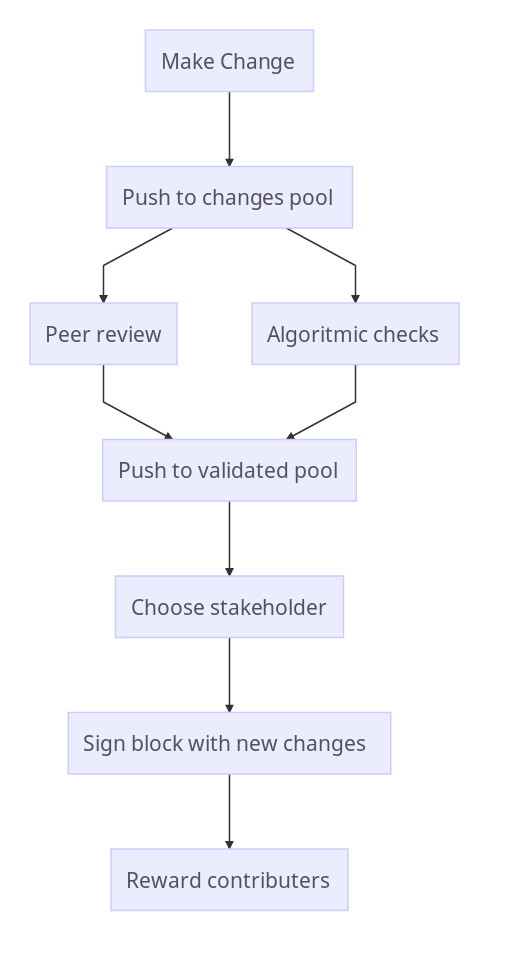 Make Change
Push to changes pool
Peer review
Algoritmic checks
Push to validated pool
Choose stakeholder
Sign block with new changes
Reward contributers